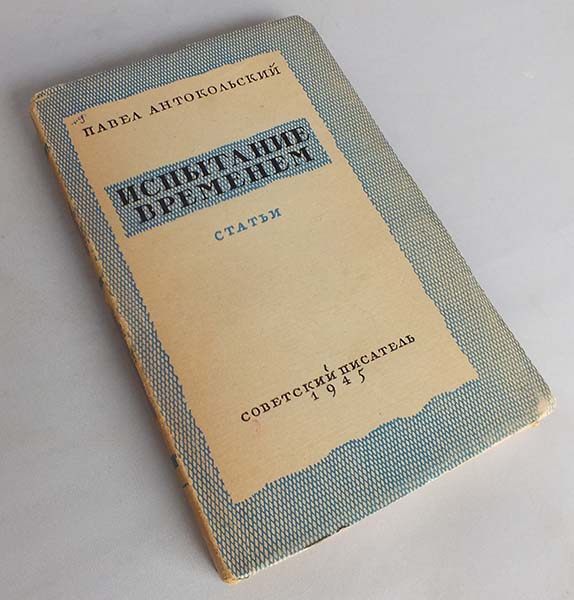 ПАВЕЛ АНТОКОЛЬСКИЙ
ИСПЫТАНИЕ
ВРЕМЕНЕМ
СТАТЬИ
СОВЕТСКИЙ ПИСАТЕЛЬ
1945